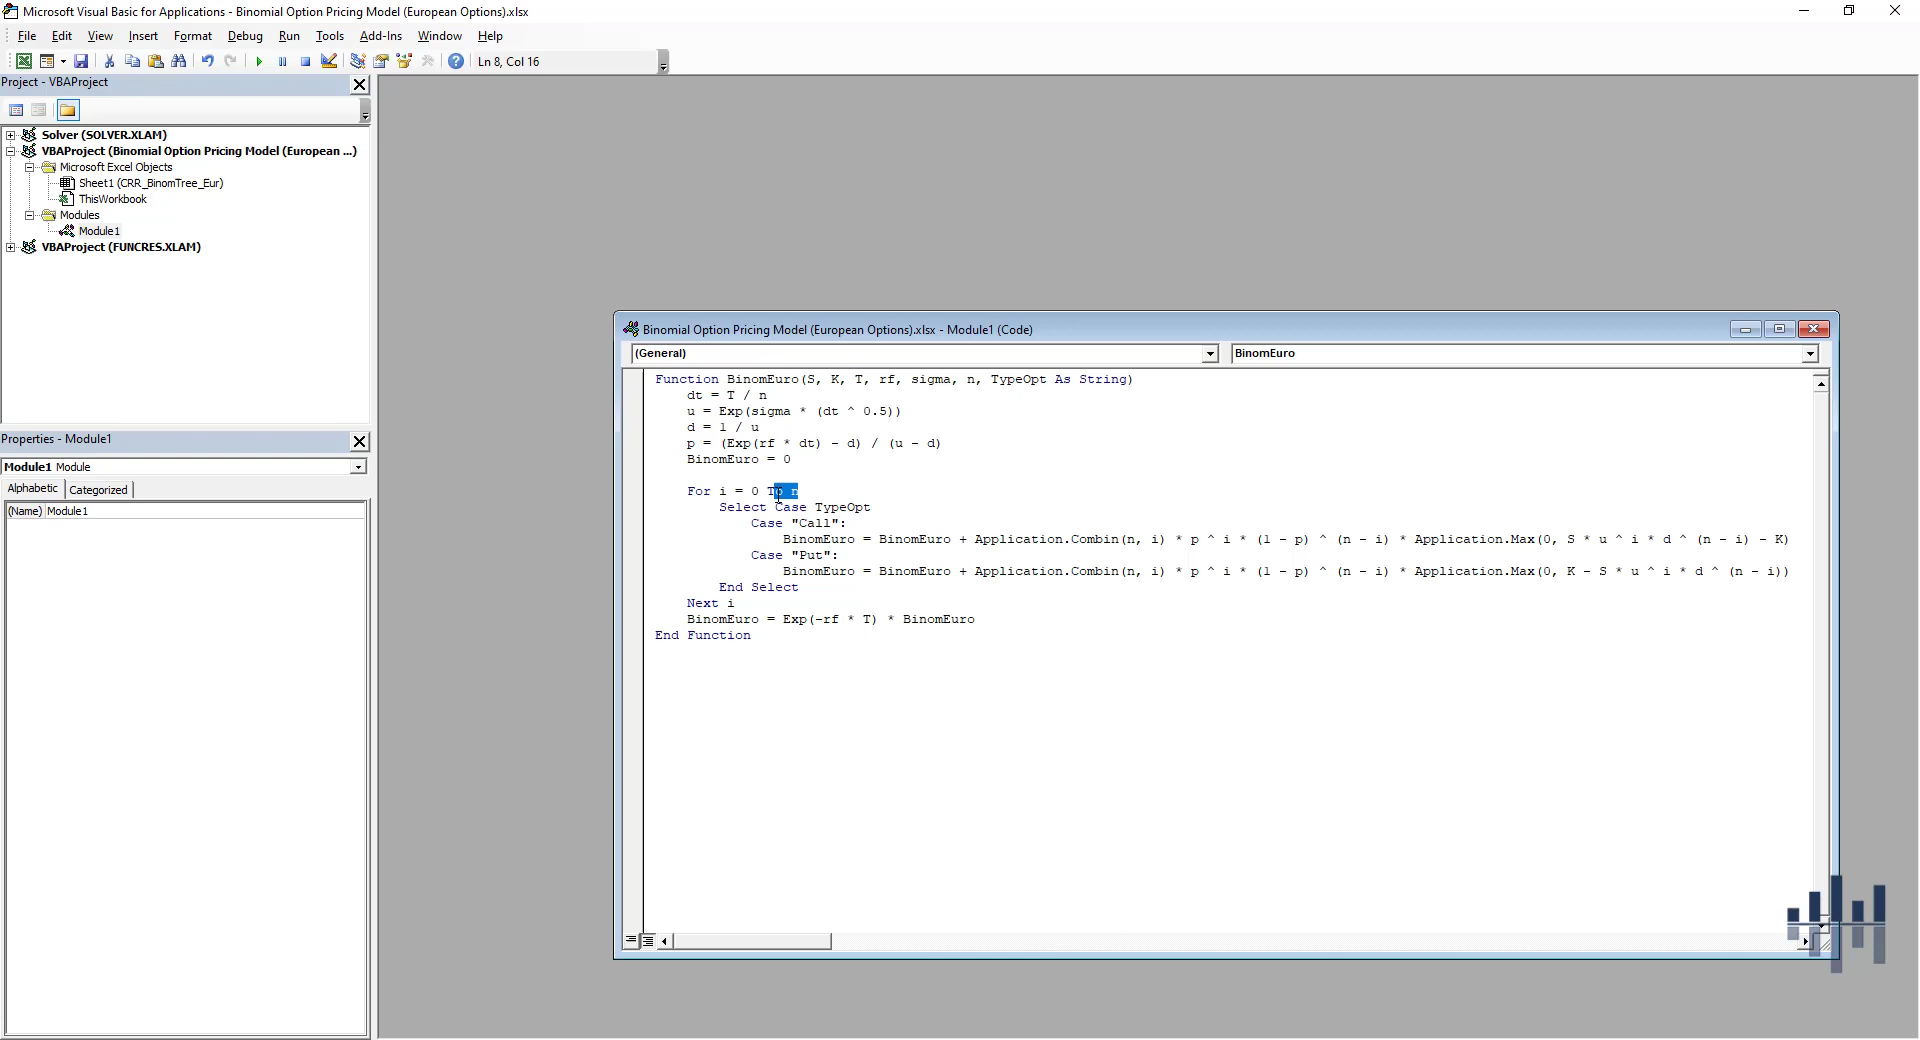 Microsoft Visual Basic for Applications - Binomial Option Pricing Model (European Options).xlsx
File Edit View Insert Format Debug Run Tools Add-Ins Window Help
Ln 8, Col 16
Project - VBAProject
Solver (SOLVER.XLAM)
VBAProject (Binomial Option Pricing Model (European ...)
Microsoft Excel Objects
Sheet1 (CRR_BinomTree_Eur)
ThisWorkbook
Modules
Module1
VBAProject (FUNCRES.XLAM)
Properties - Module1
Module1 Module
Alphabetic Categorized
(Name) Module1
Binomial Option Pricing Model (European Options).xlsx - Module1 (Code)
(General) BinomEuro
Function BinomEuro(S, K, T, rf, sigma, n, TypeOpt As String)
dt = T / n
u = Exp(sigma * (dt ^ 0.5))
d = 1 / u
p = (Exp(rf * dt) - d) / (u - d)
BinomEuro = 0
For i = 0 To n
Select Case TypeOpt
Case "Call":
BinomEuro = BinomEuro + Application.Combin(n, i) * p ^ i * (1 - p) ^ (n - i) * Application.Max(0, S * u ^ i * d ^ (n - i) - K)
Case "Put":
BinomEuro = BinomEuro + Application.Combin(n, i) * p ^ i * (1 - p) ^ (n - i) * Application.Max(0, K - S * u ^ i * d ^ (n - i))
End Select
Next i
BinomEuro = Exp(-rf * T) * BinomEuro
End Function